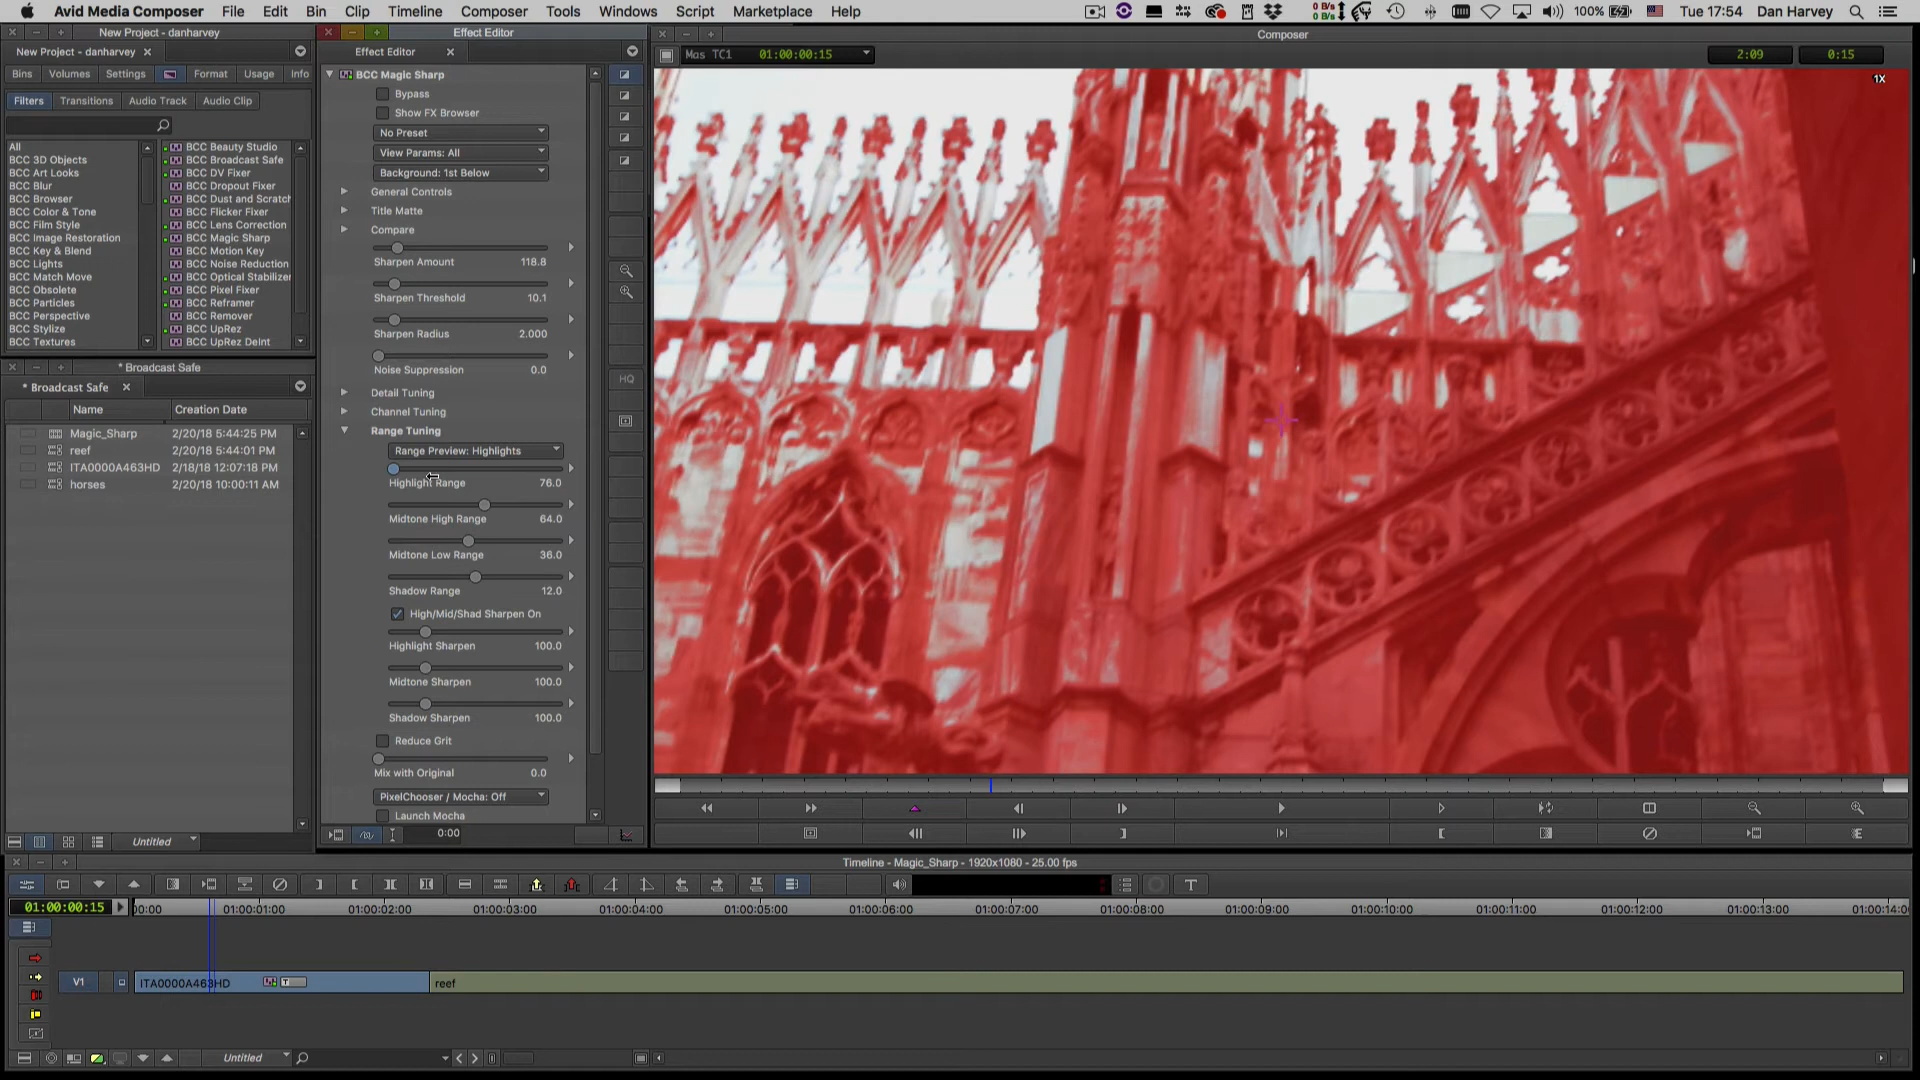 Avid Media Composer File Edit Bin Clip Timeline Composer Tools Windows Script Marketplace Help
0 B/s
0 B/s
100% Tue 17:54 Dan Harvey
New Project - danharvey
New Project - danharvey
Bins Volumes Settings Format Usage Info
Filters Transitions Audio Track Audio Clip
All
BCC 3D Objects
BCC Art Looks
BCC Blur
BCC Browser
BCC Color & Tone
BCC Film Style
BCC Image Restoration
BCC Key & Blend
BCC Lights
BCC Match Move
BCC Obsolete
BCC Particles
BCC Perspective
BCC Stylize
BCC Textures
BCC Beauty Studio
BCC Broadcast Safe
BCC DV Fixer
BCC Dropout Fixer
BCC Dust and Scratch
BCC Flicker Fixer
BCC Lens Correction
BCC Magic Sharp
BCC Motion Key
BCC Noise Reduction
BCC Optical Stabilizer
BCC Pixel Fixer
BCC Reframer
BCC Remover
BCC UpRez
BCC UpRez DeInt
* Broadcast Safe
* Broadcast Safe
Name Creation Date
Magic_Sharp 2/20/18 5:44:25 PM
reef 2/20/18 5:44:01 PM
ITA0000A463HD 2/18/18 12:07:18 PM
horses 2/20/18 10:00:11 AM
Untitled
Effect Editor
Effect Editor
BCC Magic Sharp
Bypass
Show FX Browser
No Preset
View Params: All
Background: 1st Below
General Controls
Title Matte
Compare
Sharpen Amount 118.8
Sharpen Threshold 10.1
Sharpen Radius 2.000
Noise Suppression 0.0
Detail Tuning
Channel Tuning
Range Tuning
Range Preview: Highlights
Highlight Range 76.0
Midtone High Range 64.0
Midtone Low Range 36.0
Shadow Range 12.0
High/Mid/Shad Sharpen On
Highlight Sharpen 100.0
Midtone Sharpen 100.0
Shadow Sharpen 100.0
Reduce Grit
Mix with Original 0.0
PixelChooser / Mocha: Off
Launch Mocha
0:00
HQ
Composer
Mas TC1 01:00:00:15
2:09 0:15
1X
Timeline - Magic_Sharp - 1920x1080 - 25.00 fps
T
01:00:00:15
00:00 01:00:01:00 01:00:02:00 01:00:03:00 01:00:04:00 01:00:05:00 01:00:06:00 01:00:07:00 01:00:08:00 01:00:09:00 01:00:10:00 01:00:11:00 01:00:12:00 01:00:13:00 01:00:14:00
V1 ITA0000A463HD reef
Untitled